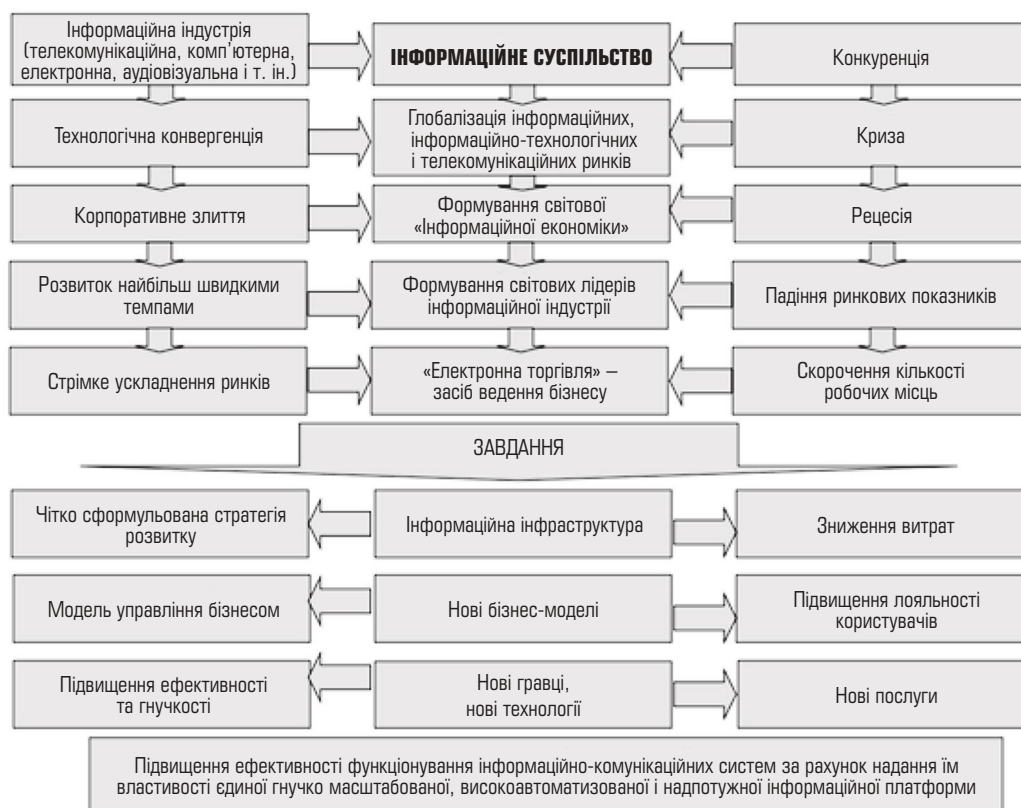 Інформаційна індустрія
(телекомунікаційна, комп’ютерна,
електронна, аудіовізуальна і т. ін.)
ІНФОРМАЦІЙНЕ СУСПІЛЬСТВО
Конкуренція
Технологічна конвергенція
Глобалізація інформаційних,
інформаційно-технологічних
і телекомунікаційних ринків
Криза
Корпоративне злиття
Формування світової
«Інформаційної економіки»
Рецесія
Розвиток найбільш швидкими
темпами
Формування світових лідерів
інформаційної індустрії
Падіння ринкових показників
Стрімке ускладнення ринків
«Електронна торгівля» –
засіб ведення бізнесу
Скорочення кількості
робочих місць
ЗАВДАННЯ
Чітко сформульована стратегія
розвитку
Інформаційна інфраструктура
Зниження витрат
Модель управління бізнесом
Нові бізнес-моделі
Підвищення лояльності
користувачів
Підвищення ефективності
та гнучкості
Нові гравці,
нові технології
Нові послуги
Підвищення ефективності функціонування інформаційно-комунікаційних систем за рахунок надання їм
властивості єдиної гнучко масштабованої, високоавтоматизованої і надпотужної інформаційної платформи